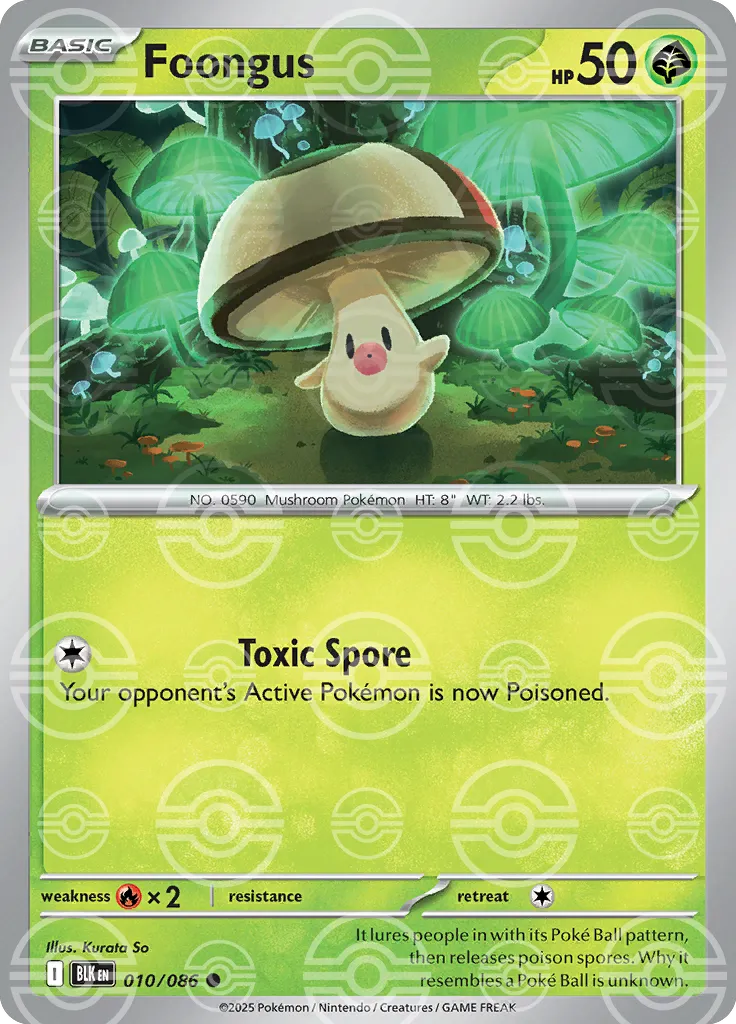 BASIC
Foongus
HP 50
NO. 0590 Mushroom Pokémon HT: 8" WT: 2.2 lbs.
Toxic Spore
Your opponent's Active Pokémon is now Poisoned.
weakness ×2 resistance retreat
Illus. Kurata So
It lures people in with its Poké Ball pattern,
then releases poison spores. Why it
resembles a Poké Ball is unknown.
I BLK EN 010/086
©2025 Pokémon / Nintendo / Creatures / GAME FREAK